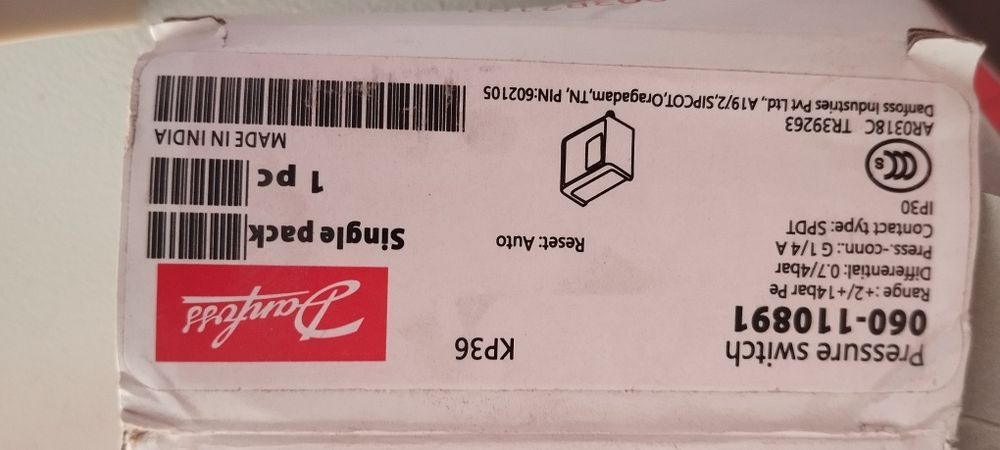 Pressure switch
060-110891
KP36
Danfoss
Range :+2/+14bar Pe
Differential: 0.7/4bar
Press.-conn.: G 1/4 A
Contact type: SPDT
IP30
Reset: Auto
Single pack
1 pc
CCC S
MADE IN INDIA
AR0318C TR39263
Danfoss Industries Pvt Ltd., A19/2,SIPCOT,Oragadam,TN, PIN:602105